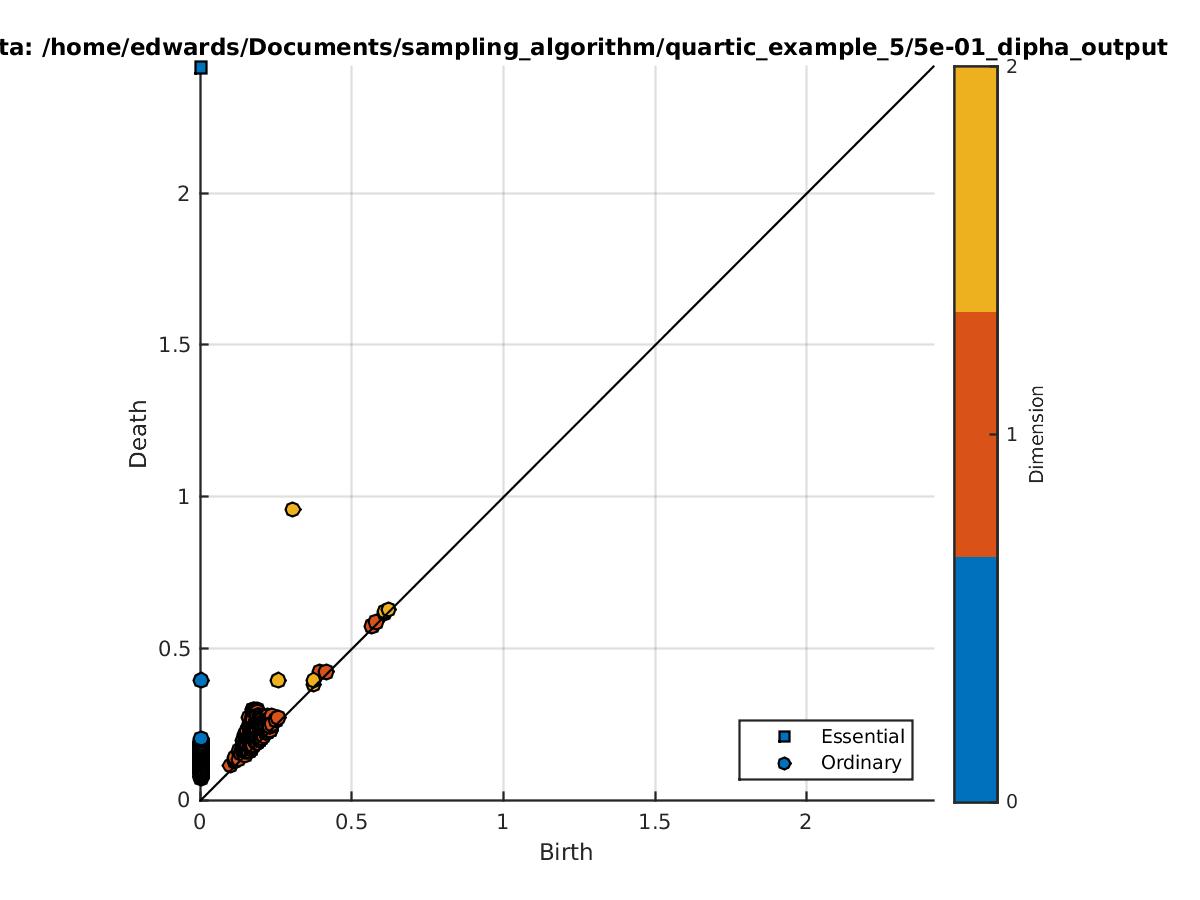 ta: /home/edwards/Documents/sampling_algorithm/quartic_example_5/5e-01_dipha_output
2
1.5
1
0.5
0
0
0.5
1
1.5
2
Birth
Death
Essential
Ordinary
2
1
0
Dimension